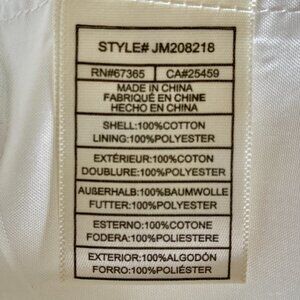 STYLE# JM208218
RN#67365 CA#25459
MADE IN CHINA
FABRIQUÉ EN CHINE
HECHO EN CHINA
SHELL:100%COTTON
LINING:100%POLYESTER
EXTÉRIEUR:100%COTON
DOUBLURE:100%POLYESTER
AUßERHALB:100%BAUMWOLLE
FUTTER:100%POLYESTER
ESTERNO:100%COTONE
FODERA:100%POLIESTERE
EXTERIOR:100%ALGODÓN
FORRO:100%POLIÉSTER